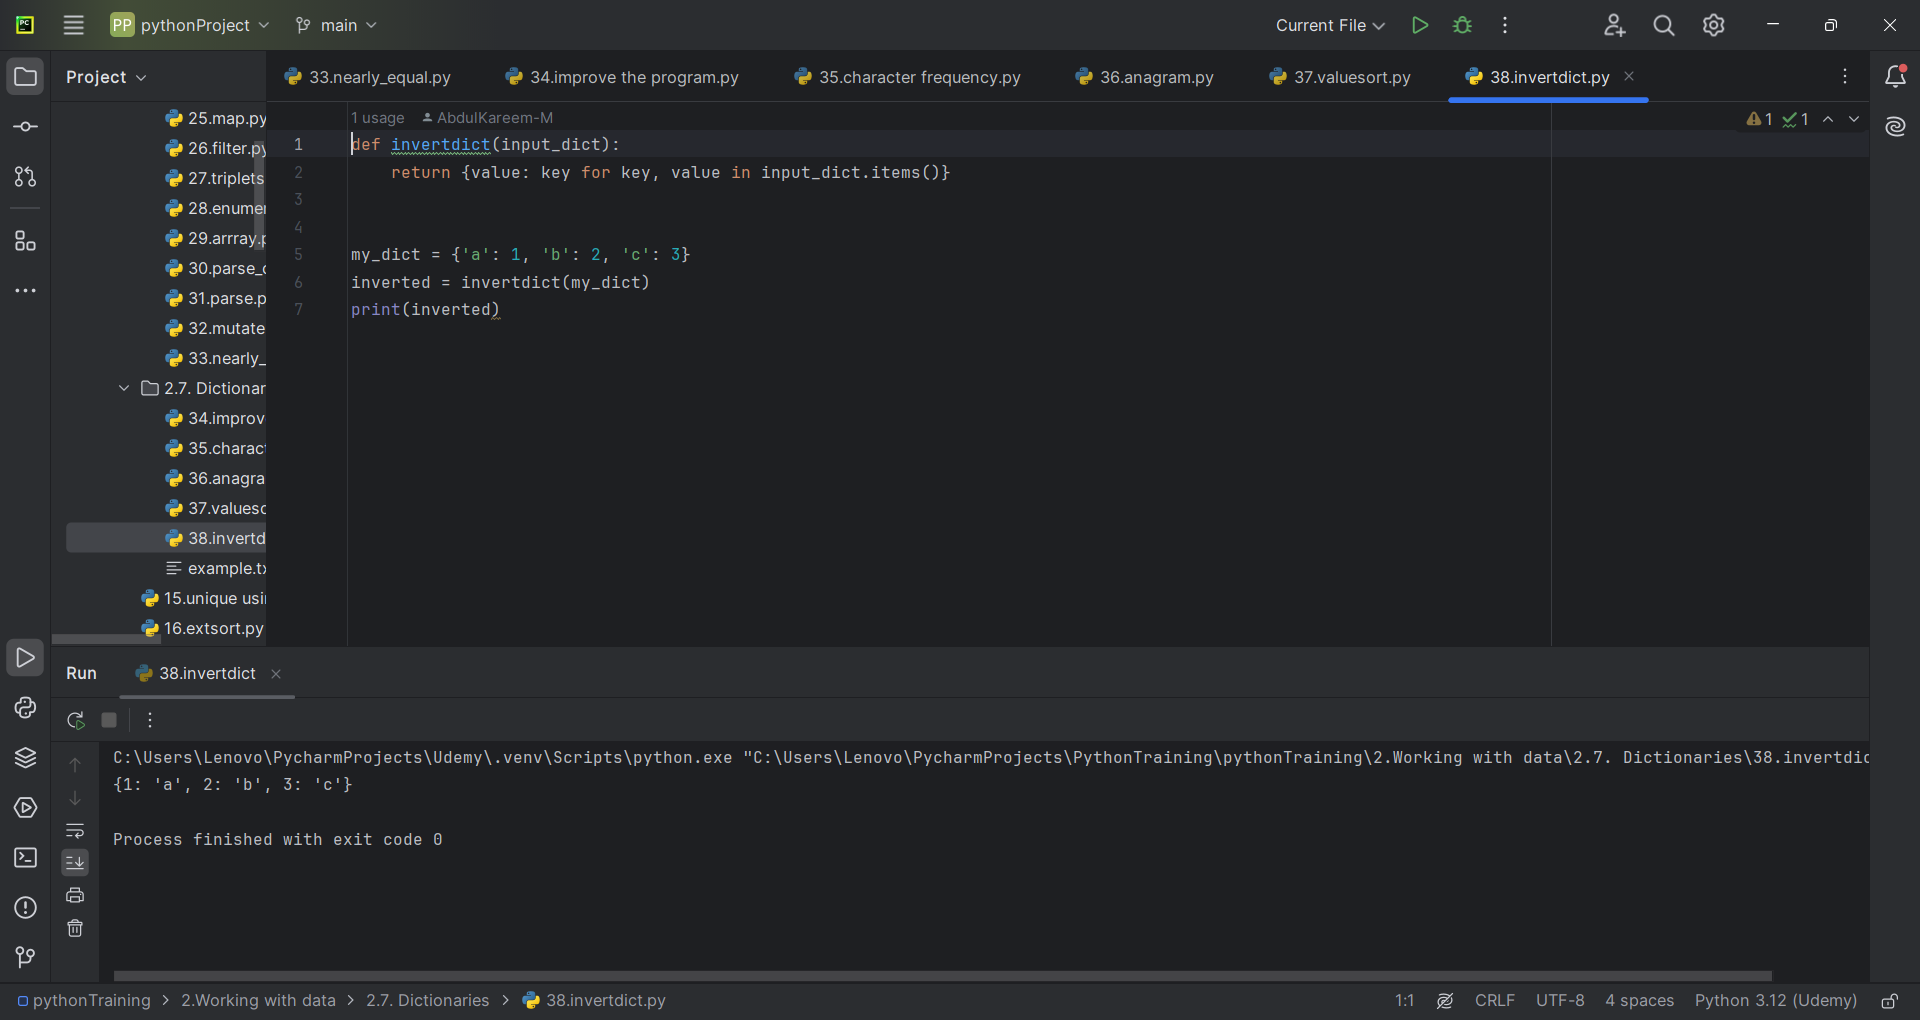 PC
PP pythonProject main Current File
Project
33.nearly_equal.py 34.improve the program.py 35.character frequency.py 36.anagram.py 37.valuesort.py 38.invertdict.py
25.map.py
26.filter.py
27.triplets
28.enumer
29.arrray.p
30.parse_c
31.parse.p
32.mutate
33.nearly_
2.7. Dictionar
34.improv
35.charact
36.anagra
37.valueso
38.invertd
example.tx
15.unique usin
16.extsort.py
1 usage AbdulKareem-M
1 1
1 def invertdict(input_dict):
2 return {value: key for key, value in input_dict.items()}
3
4
5 my_dict = {'a': 1, 'b': 2, 'c': 3}
6 inverted = invertdict(my_dict)
7 print(inverted)
Run 38.invertdict
C:\Users\Lenovo\PycharmProjects\Udemy\.venv\Scripts\python.exe "C:\Users\Lenovo\PycharmProjects\PythonTraining\pythonTraining\2.Working with data\2.7. Dictionaries\38.invertdic
{1: 'a', 2: 'b', 3: 'c'}
Process finished with exit code 0
pythonTraining > 2.Working with data > 2.7. Dictionaries > 38.invertdict.py 1:1 CRLF UTF-8 4 spaces Python 3.12 (Udemy)